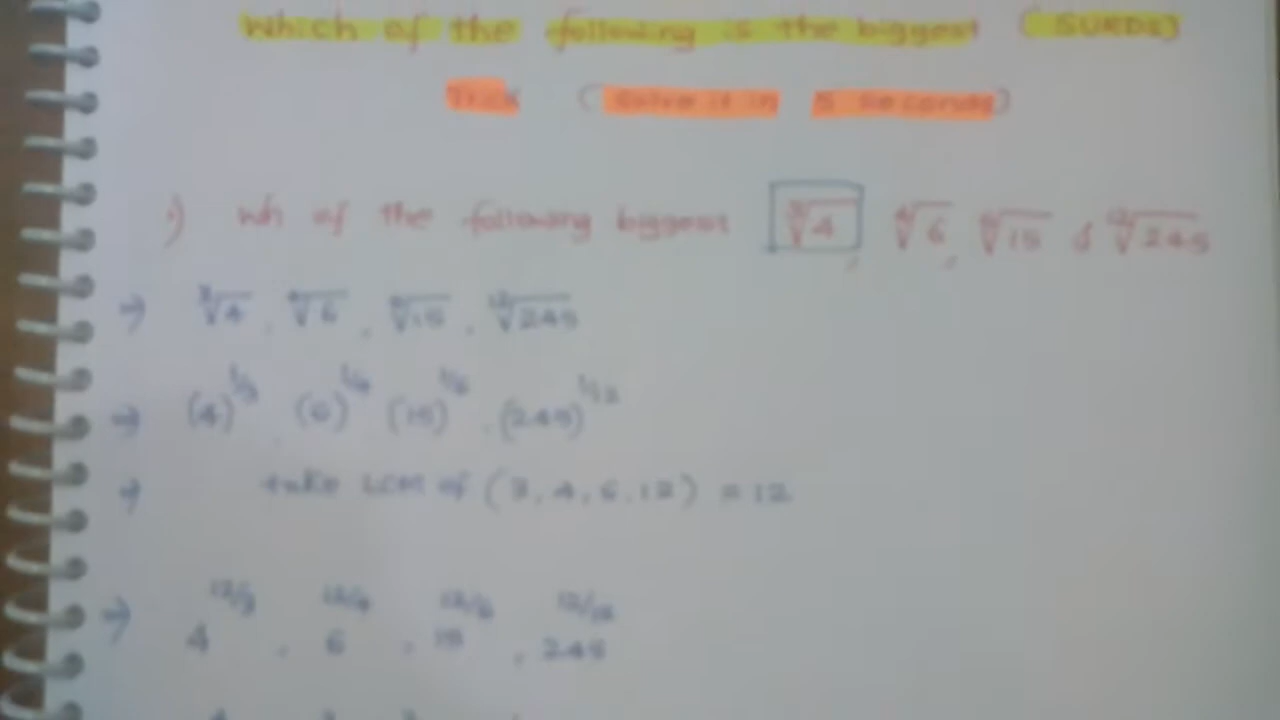 Which of the following is the biggest (SURDS)
Trick (Solve it in 5 seconds)
1) Wh of the following biggest ∛4, ∜6, ⁶√15 & ¹²√245
⇒ ∛4, ∜6, ⁶√15, ¹²√245
⇒ (4)^1/3 (6)^1/4 (15)^1/6, (245)^1/12
⇒ take LCM of (3,4,6,12) = 12
⇒ 4^12/3, 6^12/4, 15^12/6, 245^12/12